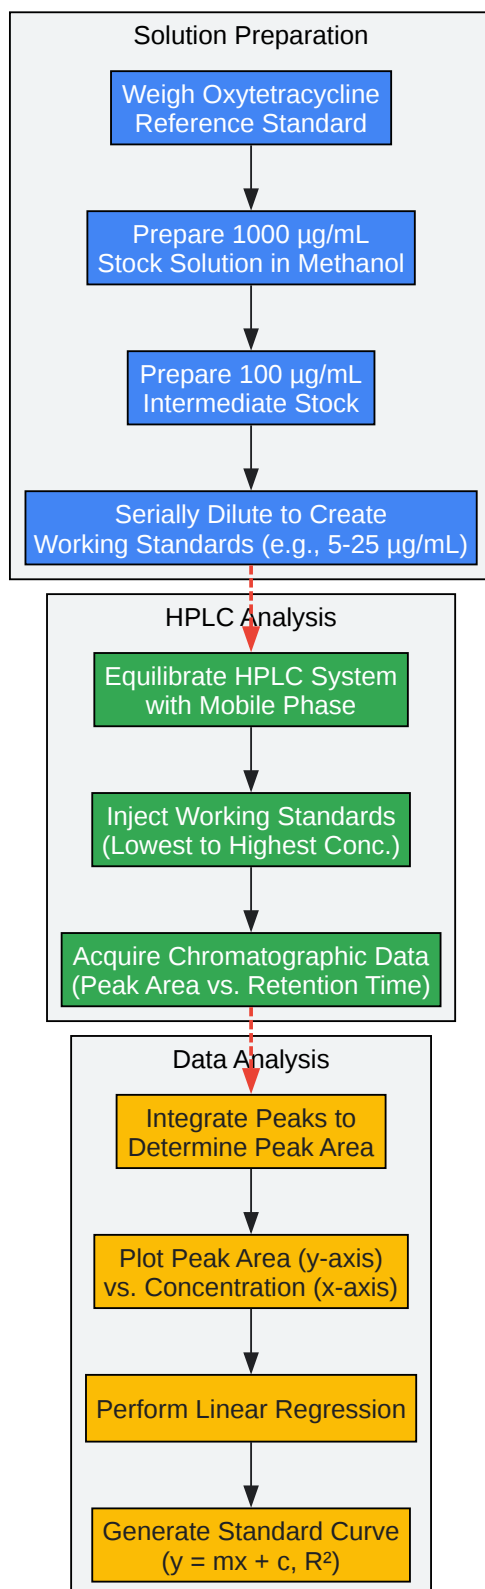 Solution Preparation
Weigh Oxytetracycline
Reference Standard
Prepare 1000 µg/mL
Stock Solution in Methanol
Prepare 100 µg/mL
Intermediate Stock
Serially Dilute to Create
Working Standards (e.g., 5-25 µg/mL)
HPLC Analysis
Equilibrate HPLC System
with Mobile Phase
Inject Working Standards
(Lowest to Highest Conc.)
Acquire Chromatographic Data
(Peak Area vs. Retention Time)
Data Analysis
Integrate Peaks to
Determine Peak Area
Plot Peak Area (y-axis)
vs. Concentration (x-axis)
Perform Linear Regression
Generate Standard Curve
(y = mx + c, R²)